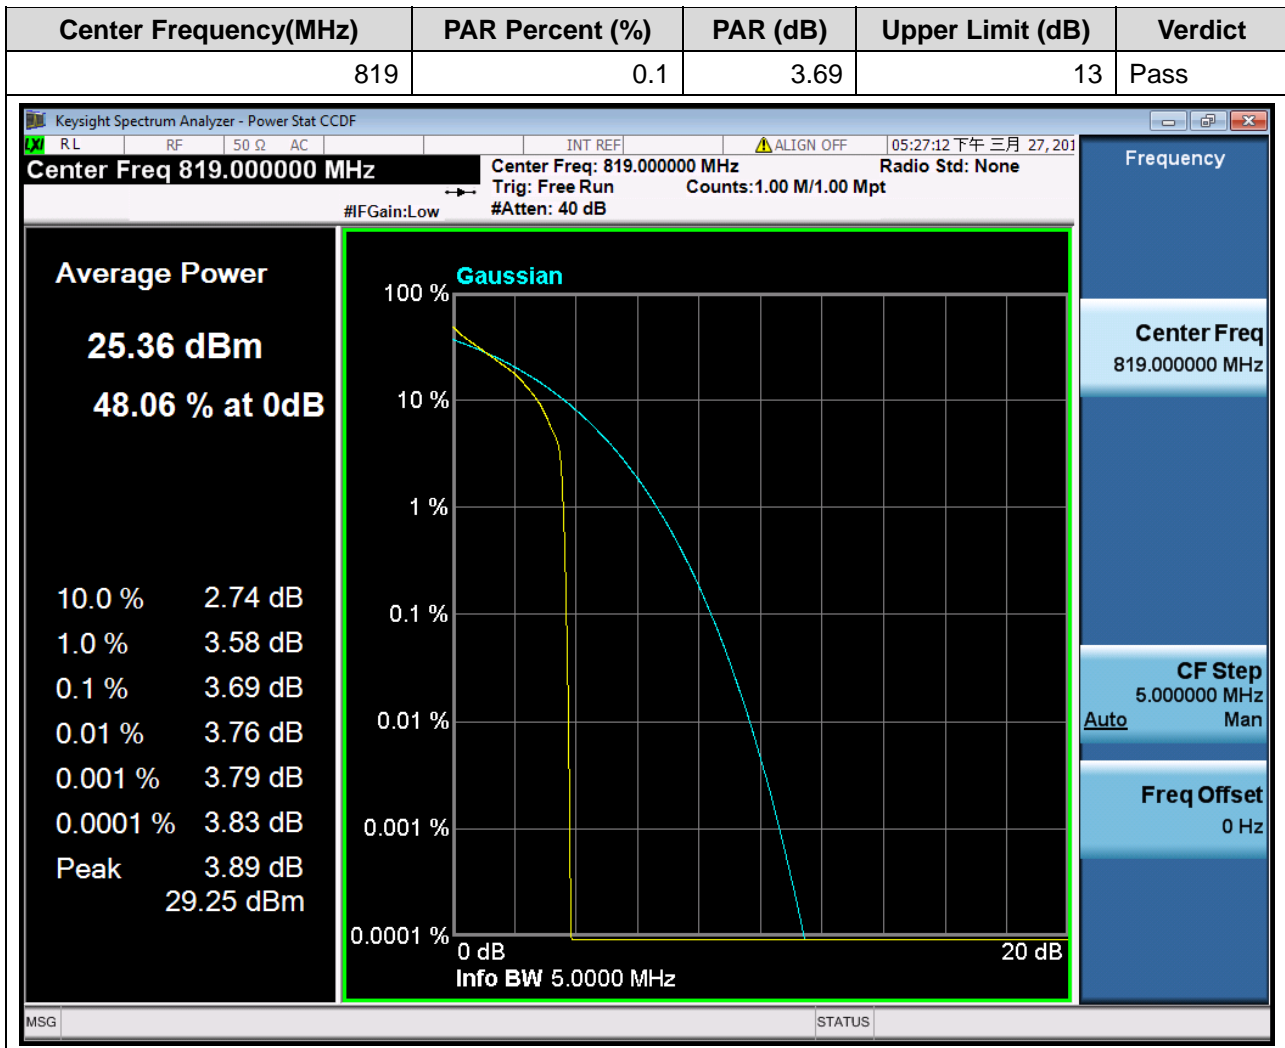 Center Frequency(MHz) PAR Percent (%) PAR (dB) Upper Limit (dB) Verdict
819 0.1 3.69 13 Pass
Keysight Spectrum Analyzer - Power Stat CCDF
LXI RL RF 50 Ω AC INT REF ALIGN OFF 05:27:12 下午 三月 27, 201
Center Freq 819.000000 MHz
Center Freq: 819.000000 MHz Radio Std: None
Trig: Free Run Counts:1.00 M/1.00 Mpt
#IFGain:Low #Atten: 40 dB
Frequency
Average Power
25.36 dBm
48.06 % at 0dB
10.0 % 2.74 dB
1.0 % 3.58 dB
0.1 % 3.69 dB
0.01 % 3.76 dB
0.001 % 3.79 dB
0.0001 % 3.83 dB
Peak 3.89 dB
29.25 dBm
Gaussian
100 %
10 %
1 %
0.1 %
0.01 %
0.001 %
0.0001 %
0 dB 20 dB
Info BW 5.0000 MHz
Center Freq
819.000000 MHz
CF Step
5.000000 MHz
Auto Man
Freq Offset
0 Hz
MSG STATUS